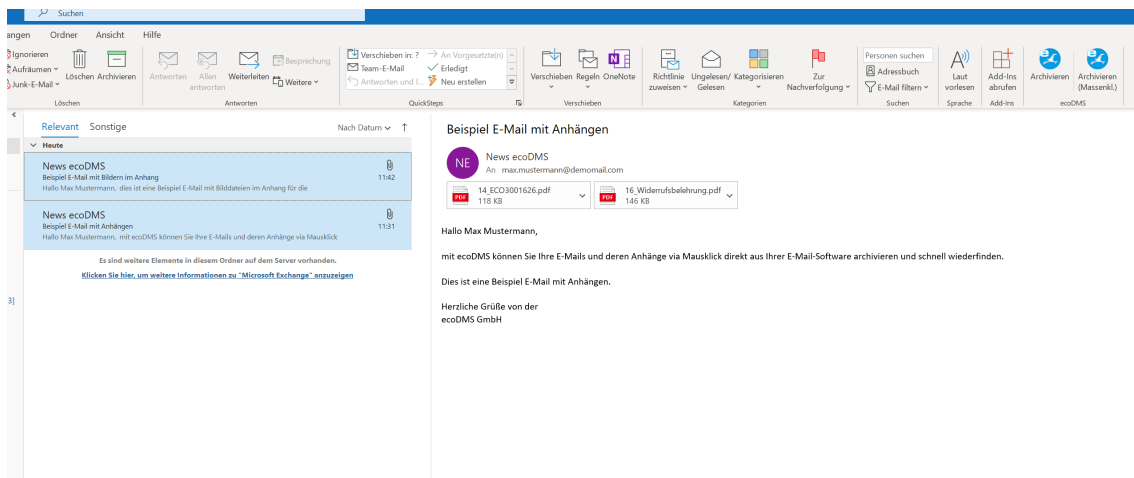 Suchen
angen Ordner Ansicht Hilfe
Ignorieren
Aufräumen
Junk-E-Mail
Löschen Archivieren
Löschen
Antworten Allen antworten Weiterleiten
Besprechung
Weitere
Antworten
Verschieben in: ? An Vorgesetzte(n)
Team-E-Mail Erledigt
Antworten und l... Neu erstellen
QuickSteps
Verschieben Regeln OneNote
Verschieben
Richtlinie zuweisen Ungelesen/ Gelesen Kategorisieren Zur Nachverfolgung
Kategorien
Personen suchen
Adressbuch
E-Mail filtern
Suchen
Laut vorlesen
Sprache
Add-Ins abrufen
Add-Ins
Archivieren Archivieren (Massenkl.)
ecoDMS
Relevant Sonstige Nach Datum
Heute
News ecoDMS
Beispiel E-Mail mit Bildern im Anhang 11:42
Hallo Max Mustermann, dies ist eine Beispiel E-Mail mit Bilddateien im Anhang für die
News ecoDMS
Beispiel E-Mail mit Anhängen 11:31
Hallo Max Mustermann, mit ecoDMS können Sie Ihre E-Mails und deren Anhänge via Mausklick
Es sind weitere Elemente in diesem Ordner auf dem Server vorhanden.
Klicken Sie hier, um weitere Informationen zu "Microsoft Exchange" anzuzeigen
3]
Beispiel E-Mail mit Anhängen
NE
News ecoDMS
An max.mustermann@demomail.com
PDF 14_ECO3001626.pdf
118 KB
PDF 16_Widerrufsbelehrung.pdf
146 KB
Hallo Max Mustermann,
mit ecoDMS können Sie Ihre E-Mails und deren Anhänge via Mausklick direkt aus Ihrer E-Mail-Software archivieren und schnell wiederfinden.
Dies ist eine Beispiel E-Mail mit Anhängen.
Herzliche Grüße von der
ecoDMS GmbH